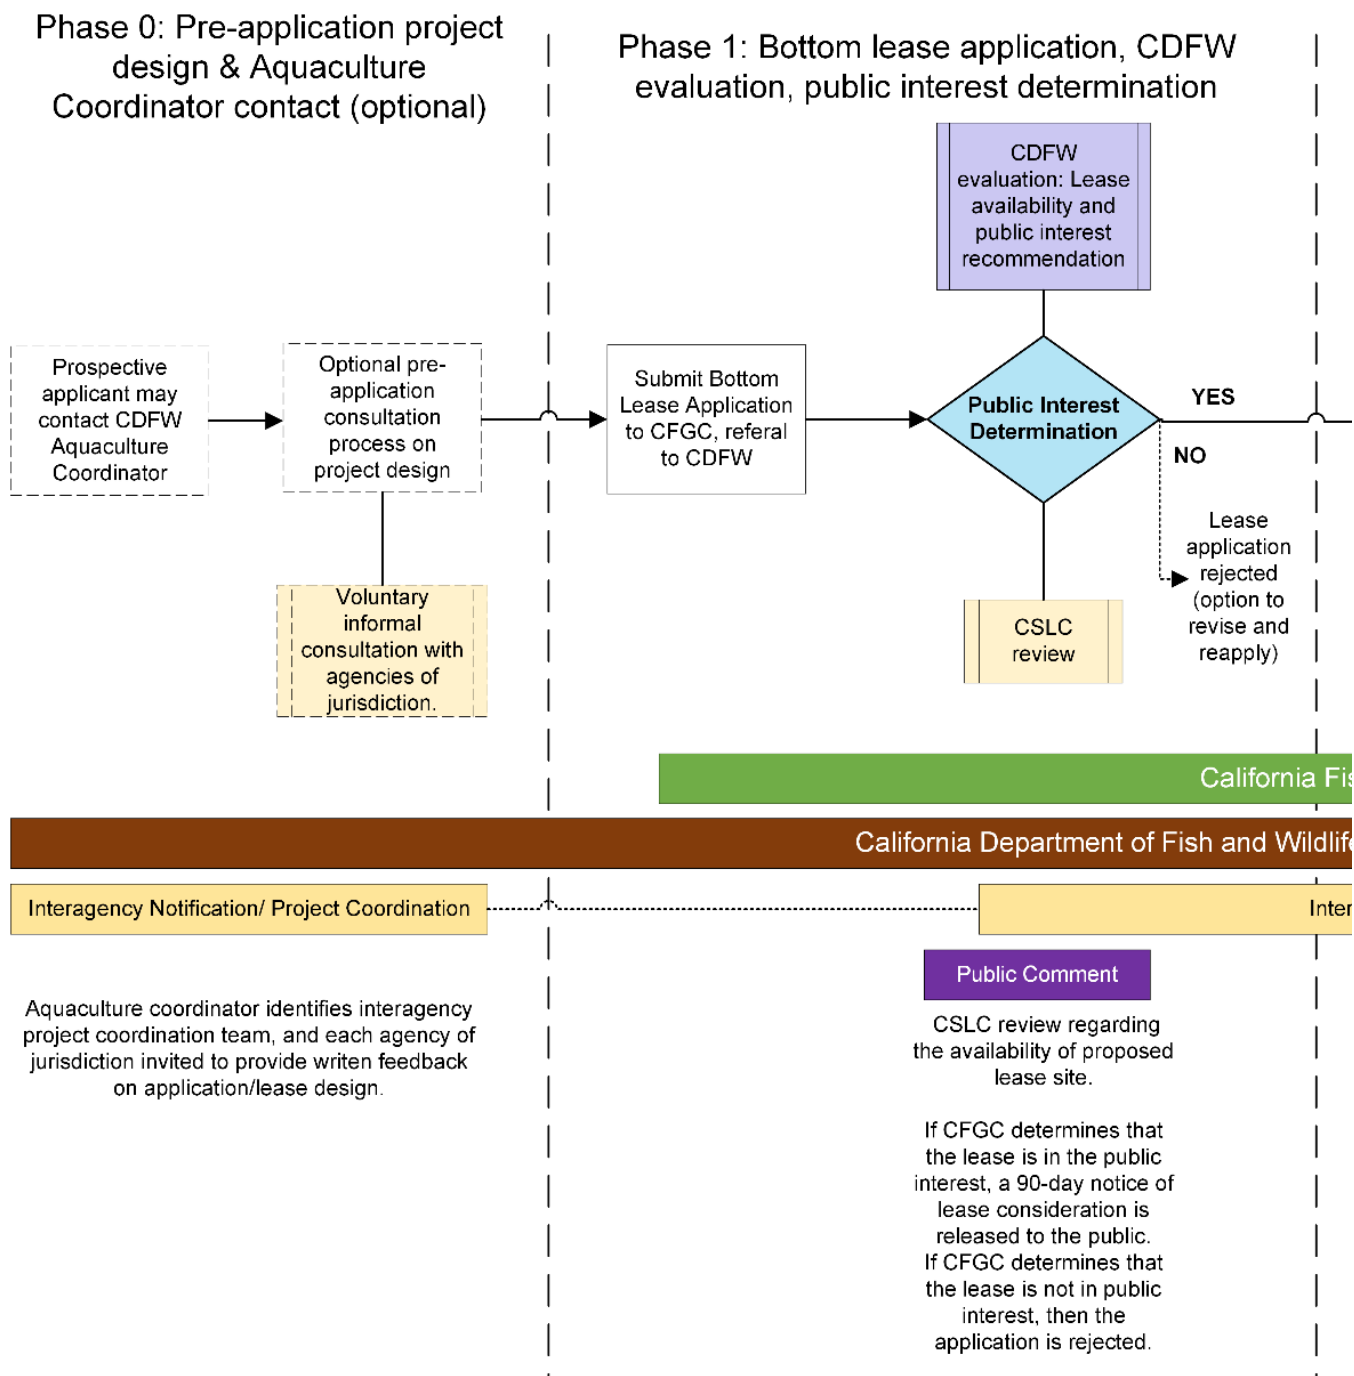 Phase 0: Pre-application project
design & Aquaculture
Coordinator contact (optional)
Phase 1: Bottom lease application, CDFW
evaluation, public interest determination
CDFW
evaluation: Lease
availability and
public interest
recommendation
Prospective
applicant may
contact CDFW
Aquaculture
Coordinator
Optional pre-
application
consultation
process on
project design
Submit Bottom
Lease Application
to CFGC, referal
to CDFW
Public Interest
Determination
YES
NO
Lease
application
rejected
(option to
revise and
reapply)
Voluntary
informal
consultation with
agencies of
jurisdiction.
CSLC
review
California Fis
California Department of Fish and Wildlife
Interagency Notification/ Project Coordination
Inter
Public Comment
Aquaculture coordinator identifies interagency
project coordination team, and each agency of
jurisdiction invited to provide writen feedback
on application/lease design.
CSLC review regarding
the availability of proposed
lease site.
If CFGC determines that
the lease is in the public
interest, a 90-day notice of
lease consideration is
released to the public.
If CFGC determines that
the lease is not in public
interest, then the
application is rejected.